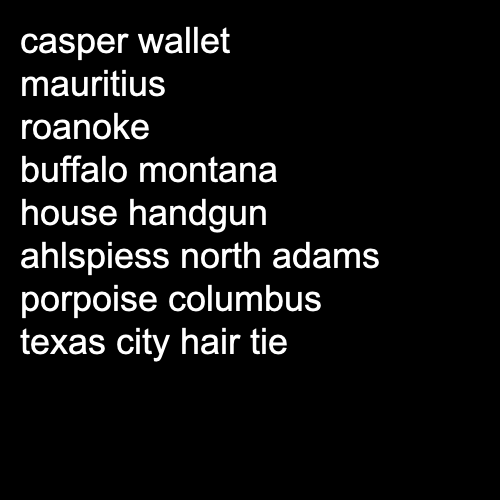 casper wallet
mauritius
roanoke
buffalo montana
house handgun
ahlspiess north adams
porpoise columbus
texas city hair tie